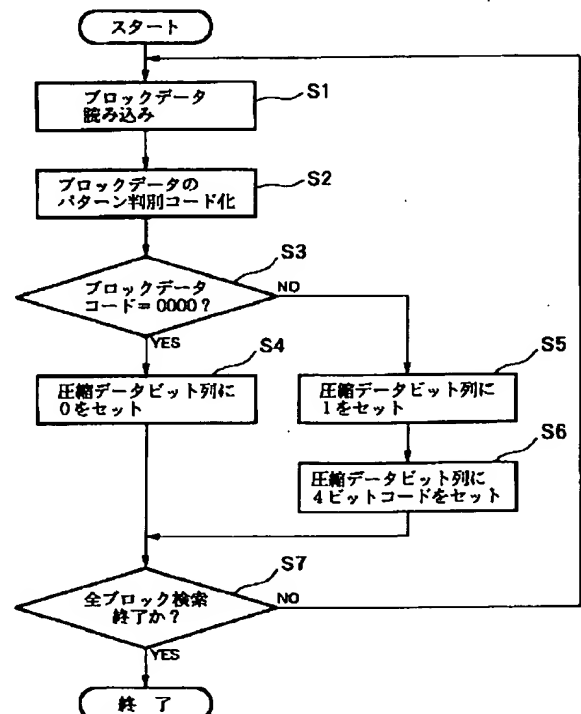 スタート
ブロックデータ
読み込み
S1
ブロックデータの
パターン判別コード化
S2
ブロックデータ
コード=0000?
S3
NO
YES
圧縮データビット列に
0をセット
S4
圧縮データビット列に
1をセット
S5
圧縮データビット列に
4ビットコードをセット
S6
全ブロック検索
終了か?
S7
NO
YES
終 了